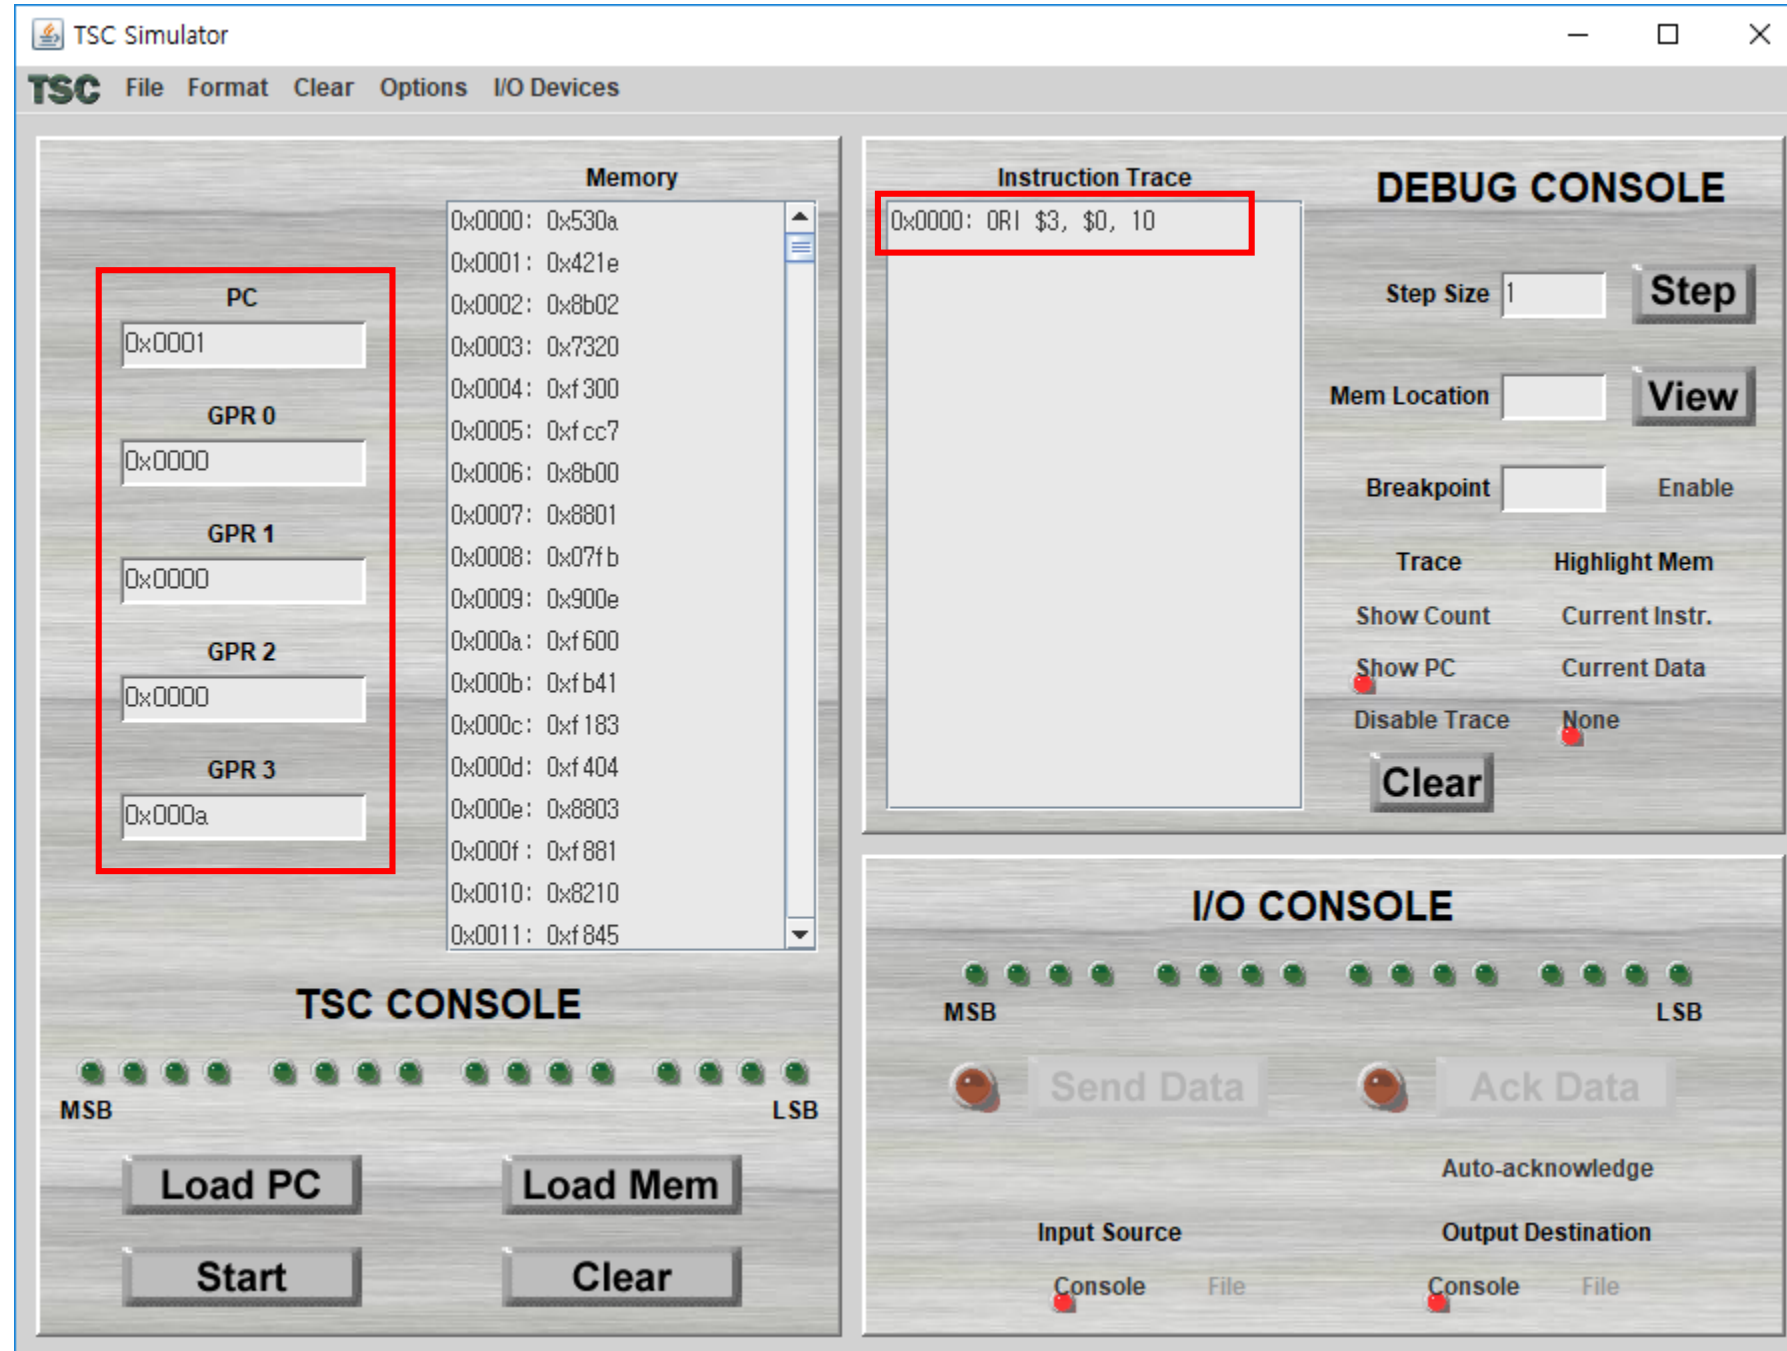 TSC Simulator
TSC File Format Clear Options I/O Devices
Memory
0x0000: 0x530a
0x0001: 0x421e
0x0002: 0x8b02
0x0003: 0x7320
0x0004: 0xf300
0x0005: 0xfcc7
0x0006: 0x8b00
0x0007: 0x8801
0x0008: 0x07fb
0x0009: 0x900e
0x000a: 0xf600
0x000b: 0xfb41
0x000c: 0xf183
0x000d: 0xf404
0x000e: 0x8803
0x000f: 0xf881
0x0010: 0x8210
0x0011: 0xf845
PC
0x0001
GPR 0
0x0000
GPR 1
0x0000
GPR 2
0x0000
GPR 3
0x000a
TSC CONSOLE
MSB LSB
Load PC Load Mem
Start Clear
Instruction Trace
0x0000: ORI $3, $0, 10
DEBUG CONSOLE
Step Size 1 Step
Mem Location View
Breakpoint Enable
Trace Highlight Mem
Show Count Current Instr.
Show PC Current Data
Disable Trace None
Clear
I/O CONSOLE
MSB LSB
Send Data Ack Data
Auto-acknowledge
Input Source Output Destination
Console File Console File